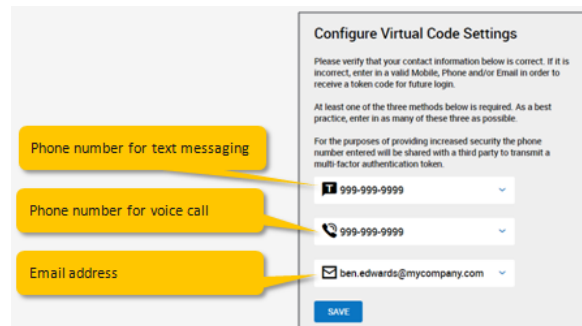 Configure Virtual Code Settings
Please verify that your contact information below is correct. If it is
incorrect, enter in a valid Mobile, Phone and/or Email in order to
receive a token code for future login.
At least one of the three methods below is required. As a best
practice, enter in as many of these three as possible.
For the purposes of providing increased security the phone
number entered will be shared with a third party to transmit a
multi-factor authentication token.
Phone number for text messaging
T 999-999-9999
Phone number for voice call
999-999-9999
Email address
ben.edwards@mycompany.com
SAVE